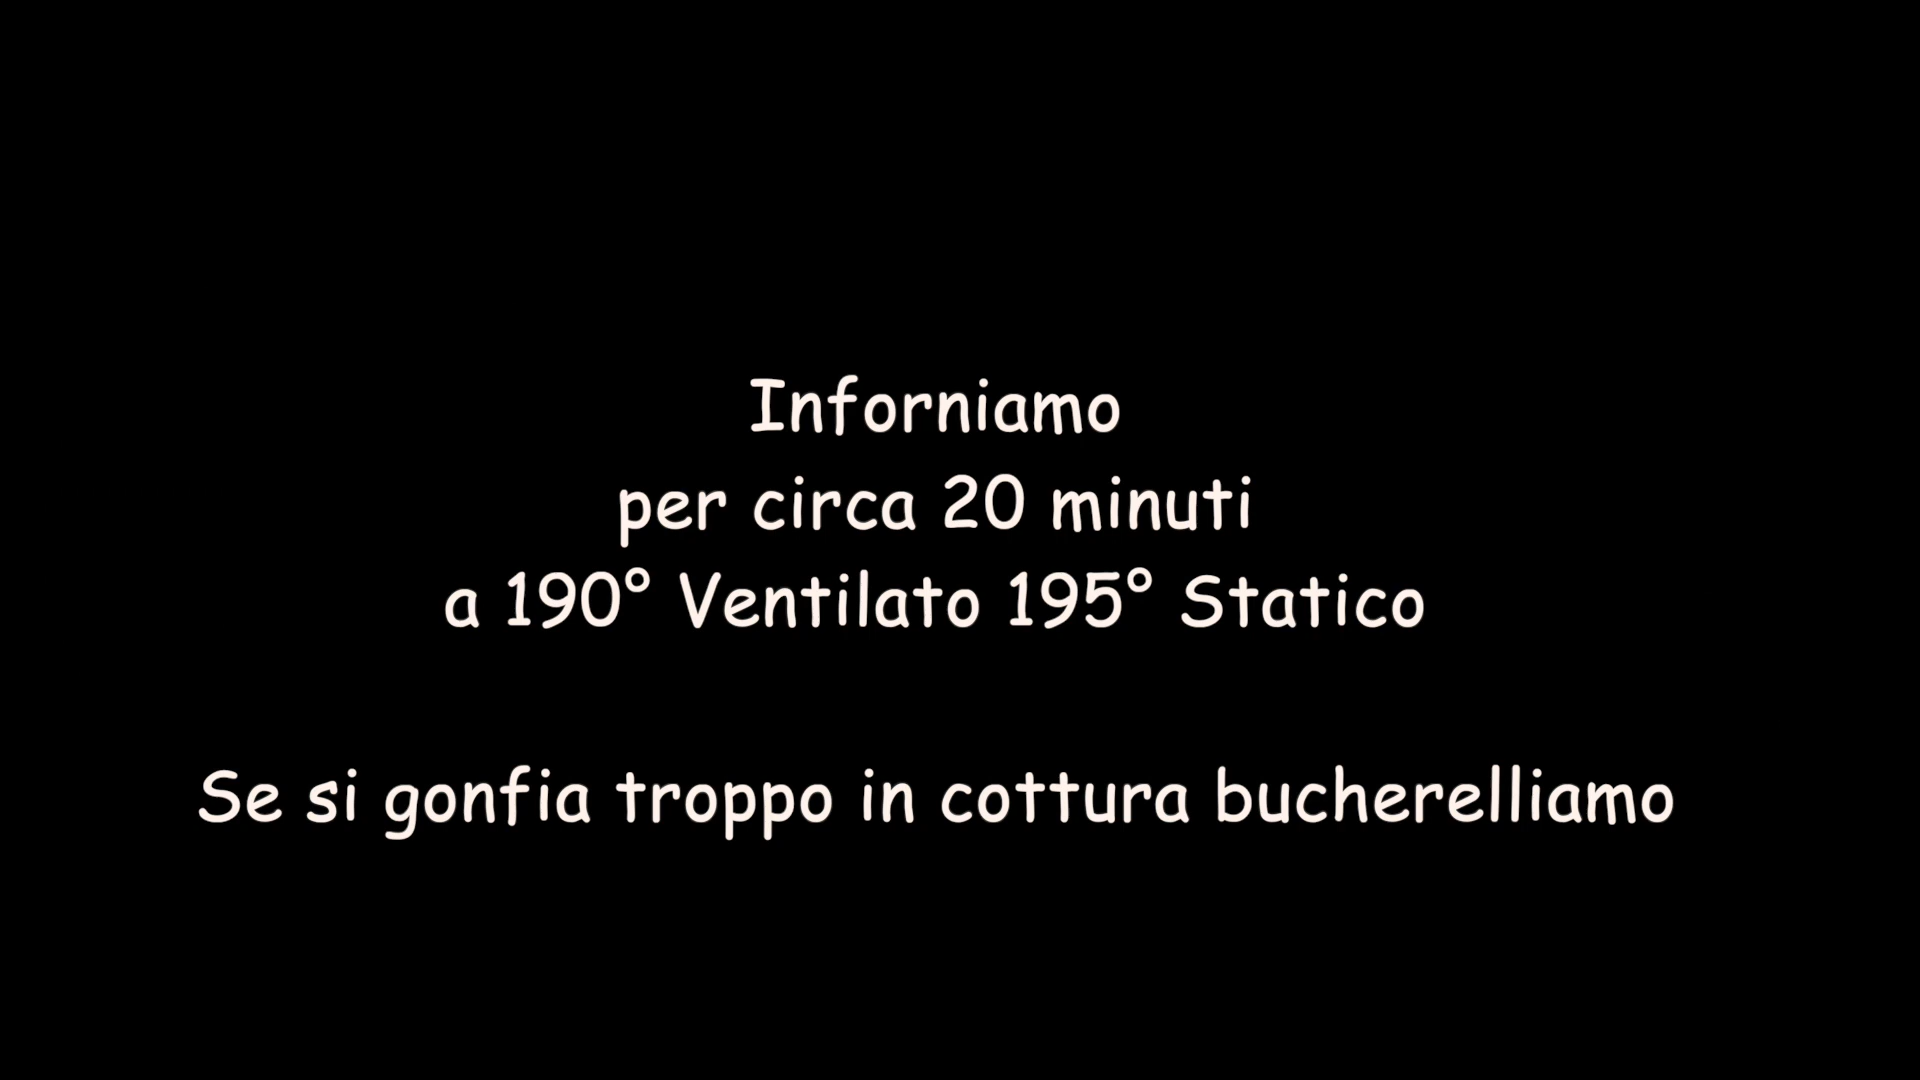 Inforniamo
per circa 20 minuti
a 190° Ventilato 195° Statico
Se si gonfia troppo in cottura bucherelliamo